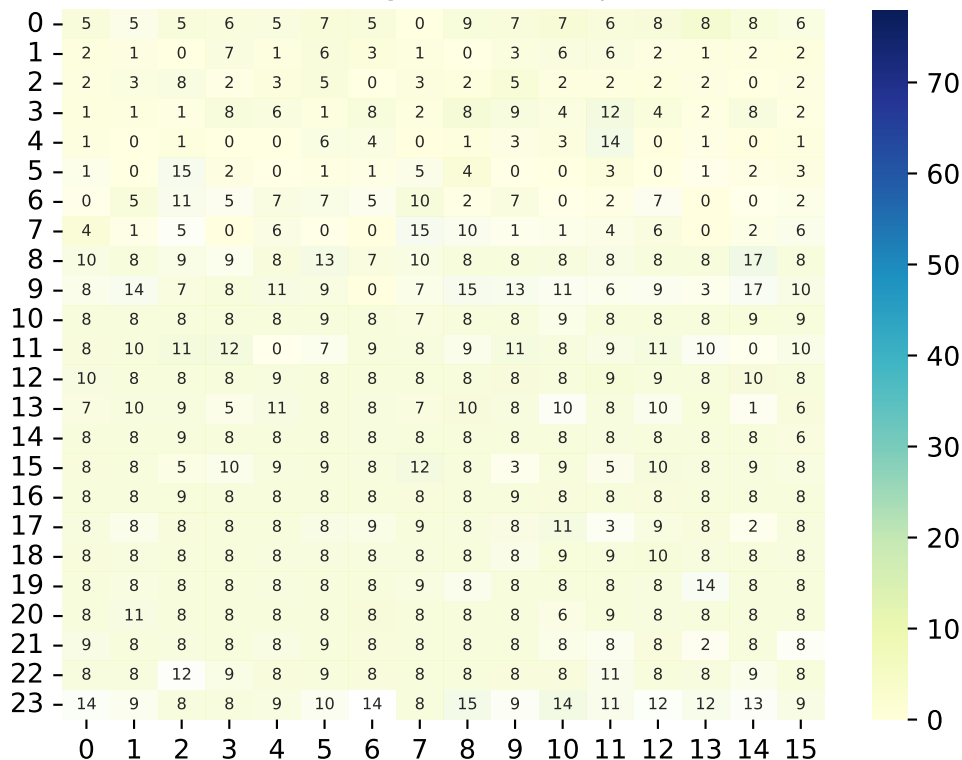 0 5 5 5 6 5 7 5 0 9 7 7 6 8 8 8 6
1 2 1 0 7 1 6 3 1 0 3 6 6 2 1 2 2
2 2 3 8 2 3 5 0 3 2 5 2 2 2 2 0 2
3 1 1 1 8 6 1 8 2 8 9 4 12 4 2 8 2
4 1 0 1 0 0 6 4 0 1 3 3 14 0 1 0 1
5 1 0 15 2 0 1 1 5 4 0 0 3 0 1 2 3
6 0 5 11 5 7 7 5 10 2 7 0 2 7 0 0 2
7 4 1 5 0 6 0 0 15 10 1 1 4 6 0 2 6
8 10 8 9 9 8 13 7 10 8 8 8 8 8 8 17 8
9 8 14 7 8 11 9 0 7 15 13 11 6 9 3 17 10
10 8 8 8 8 8 9 8 7 8 8 9 8 8 8 9 9
11 8 10 11 12 0 7 9 8 9 11 8 9 11 10 0 10
12 10 8 8 8 9 8 8 8 8 8 8 9 9 8 10 8
13 7 10 9 5 11 8 8 7 10 8 10 8 10 9 1 6
14 8 8 9 8 8 8 8 8 8 8 8 8 8 8 8 6
15 8 8 5 10 9 9 8 12 8 3 9 5 10 8 9 8
16 8 8 9 8 8 8 8 8 8 9 8 8 8 8 8 8
17 8 8 8 8 8 8 9 9 8 8 11 3 9 8 2 8
18 8 8 8 8 8 8 8 8 8 8 9 9 10 8 8 8
19 8 8 8 8 8 8 8 9 8 8 8 8 8 14 8 8
20 8 11 8 8 8 8 8 8 8 8 6 9 8 8 8 8
21 9 8 8 8 8 9 8 8 8 8 8 8 8 2 8 8
22 8 8 12 9 8 9 8 8 8 8 8 11 8 8 9 8
23 14 9 8 8 9 10 14 8 15 9 14 11 12 12 13 9
0 1 2 3 4 5 6 7 8 9 10 11 12 13 14 15
70
60
50
40
30
20
10
0